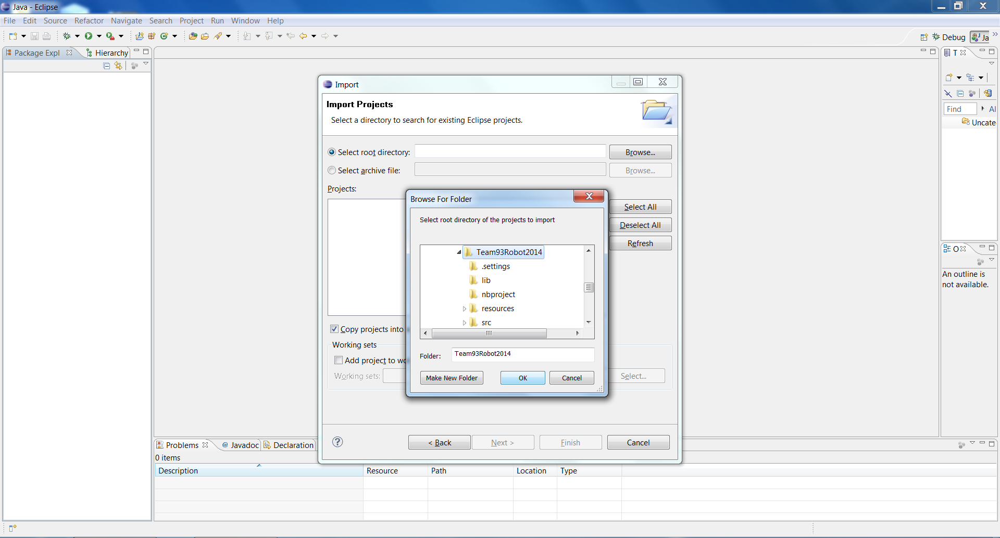 Java - Eclipse
File Edit Source Refactor Navigate Search Project Run Window Help
Debug Ja
Package Expl Hierarchy
T
Find Al
Uncate
O
An outline is
not available.
Import
Import Projects
Select a directory to search for existing Eclipse projects.
Select root directory: Browse...
Select archive file: Browse...
Projects:
Select All
Deselect All
Refresh
Copy projects into
Working sets
Add project to wo
Working sets: Select...
< Back Next > Finish Cancel
Browse For Folder
Select root directory of the projects to import
Team93Robot2014
.settings
lib
nbproject
resources
src
Folder: Team93Robot2014
Make New Folder OK Cancel
Problems @ Javadoc Declaration
0 items
Description Resource Path Location Type